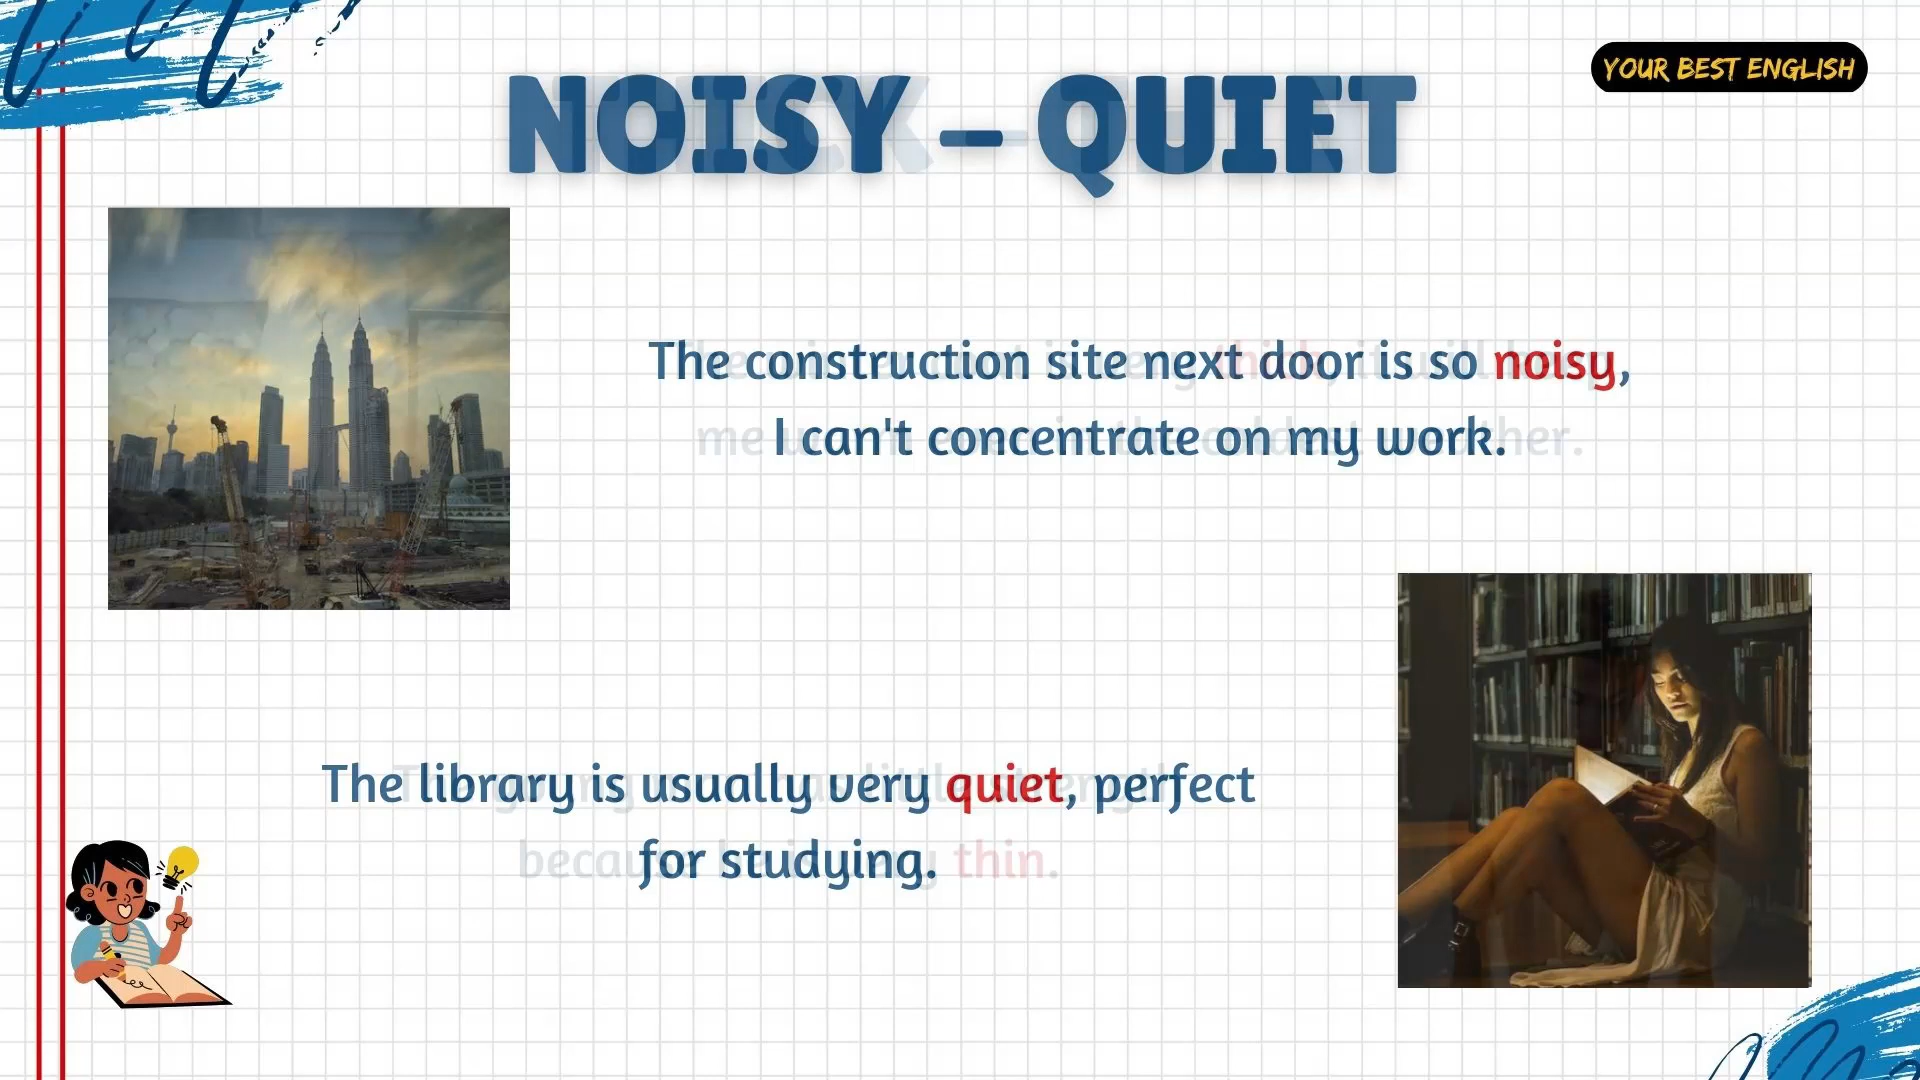 YOUR BEST ENGLISH
NOISY – QUIET
The construction site next door is so noisy,
I can't concentrate on my work.
The library is usually very quiet, perfect
for studying.